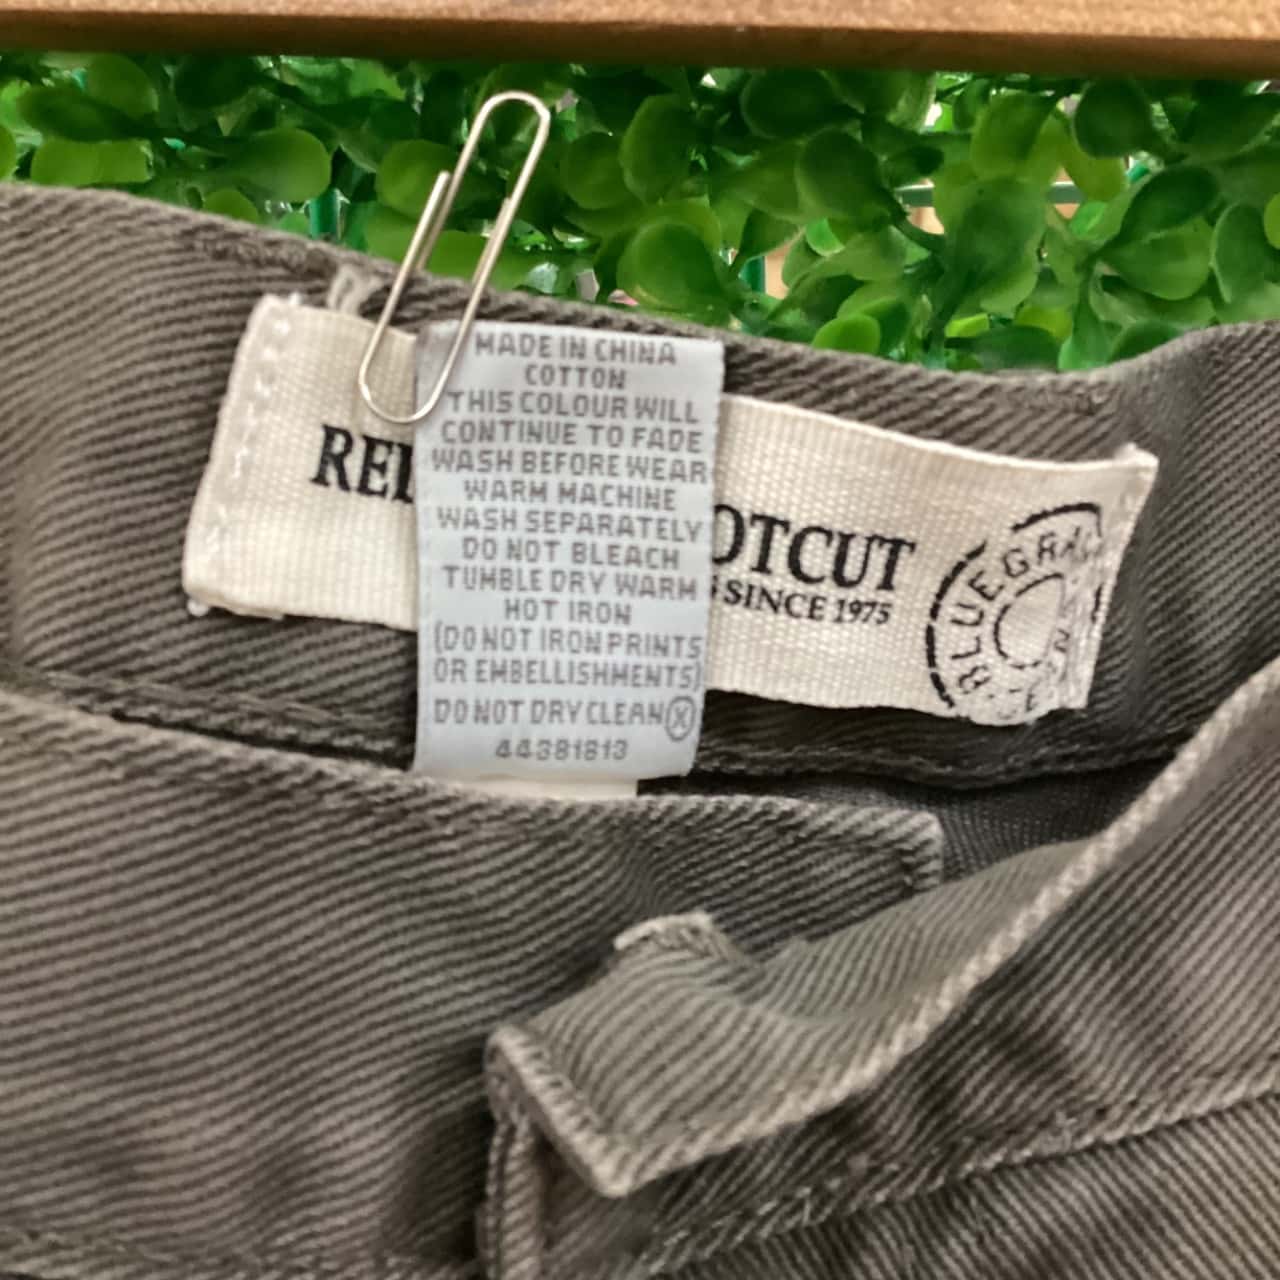 MADE IN CHINA
COTTON
THIS COLOUR WILL
CONTINUE TO FADE
WASH BEFORE WEAR
WARM MACHINE
WASH SEPARATELY
DO NOT BLEACH
TUMBLE DRY WARM
HOT IRON
(DO NOT IRON PRINTS
OR EMBELLISHMENTS)
DO NOT DRY CLEAN
44381813
OTCUT
SINCE 1975
BLUEGRA